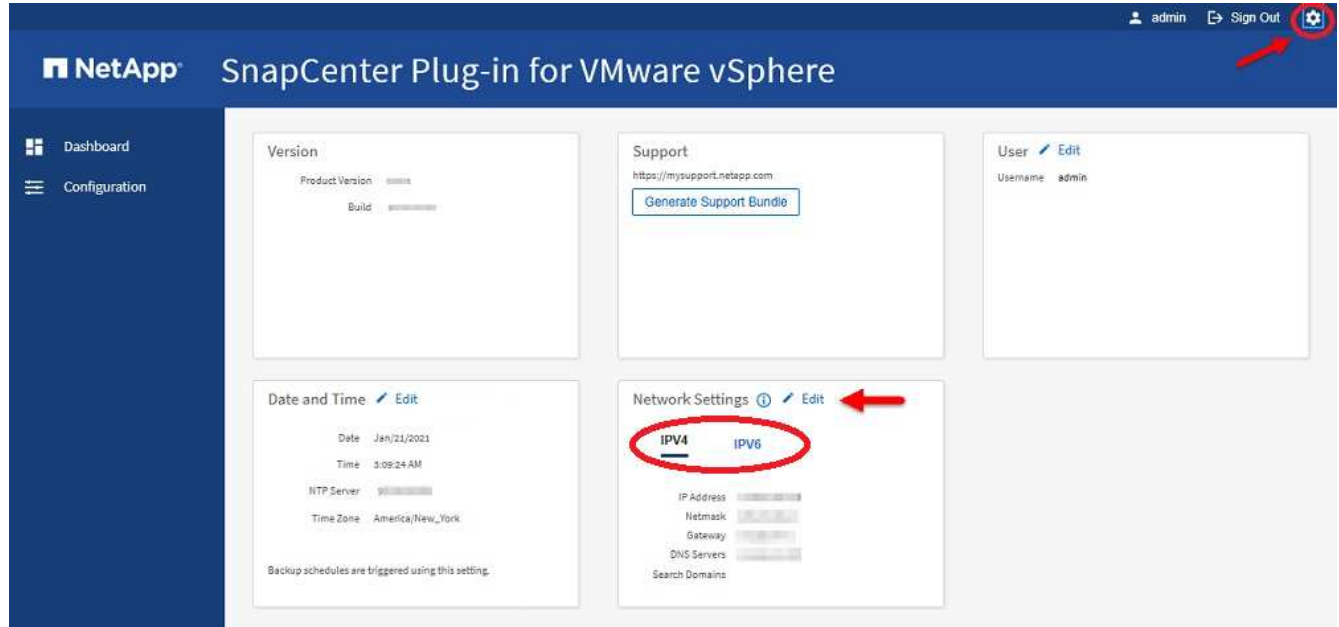 admin Sign Out
NetApp SnapCenter Plug-in for VMware vSphere
Dashboard
Configuration
Version
Product Version
Build
Support
https://mysupport.netapp.com
Generate Support Bundle
User Edit
Username admin
Date and Time Edit
Date Jan/21/2021
Time 3:09:24 AM
NTP Server
Time Zone America/New_York
Backup schedules are triggered using this setting.
Network Settings Edit
IPV4 IPV6
IP Address
Netmask
Gateway
DNS Servers
Search Domains